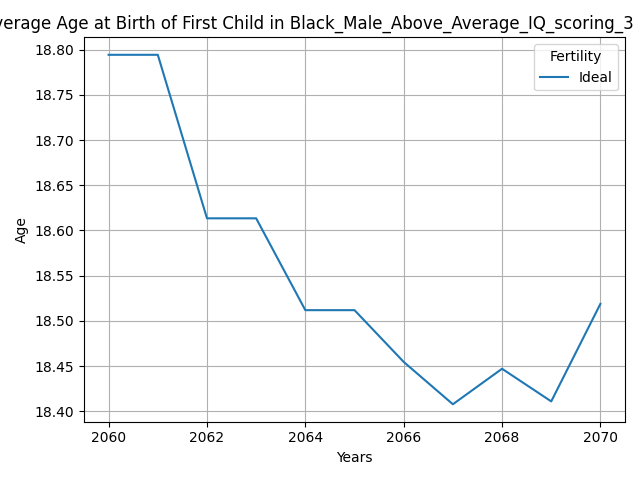 verage Age at Birth of First Child in Black_Male_Above_Average_IQ_scoring_3
Fertility
Ideal
18.80
18.75
18.70
18.65
18.60
18.55
18.50
18.45
18.40
Age
2060 2062 2064 2066 2068 2070
Years